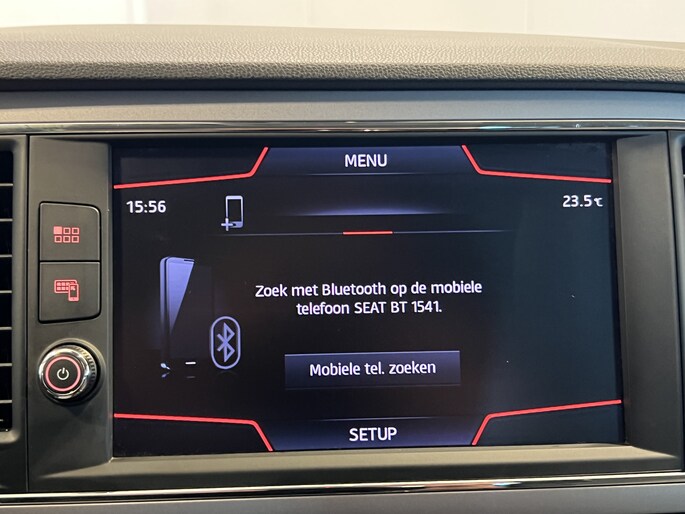 MENU
15:56
23.5°C
Zoek met Bluetooth op de mobiele
telefoon SEAT BT 1541.
Mobiele tel. zoeken
SETUP